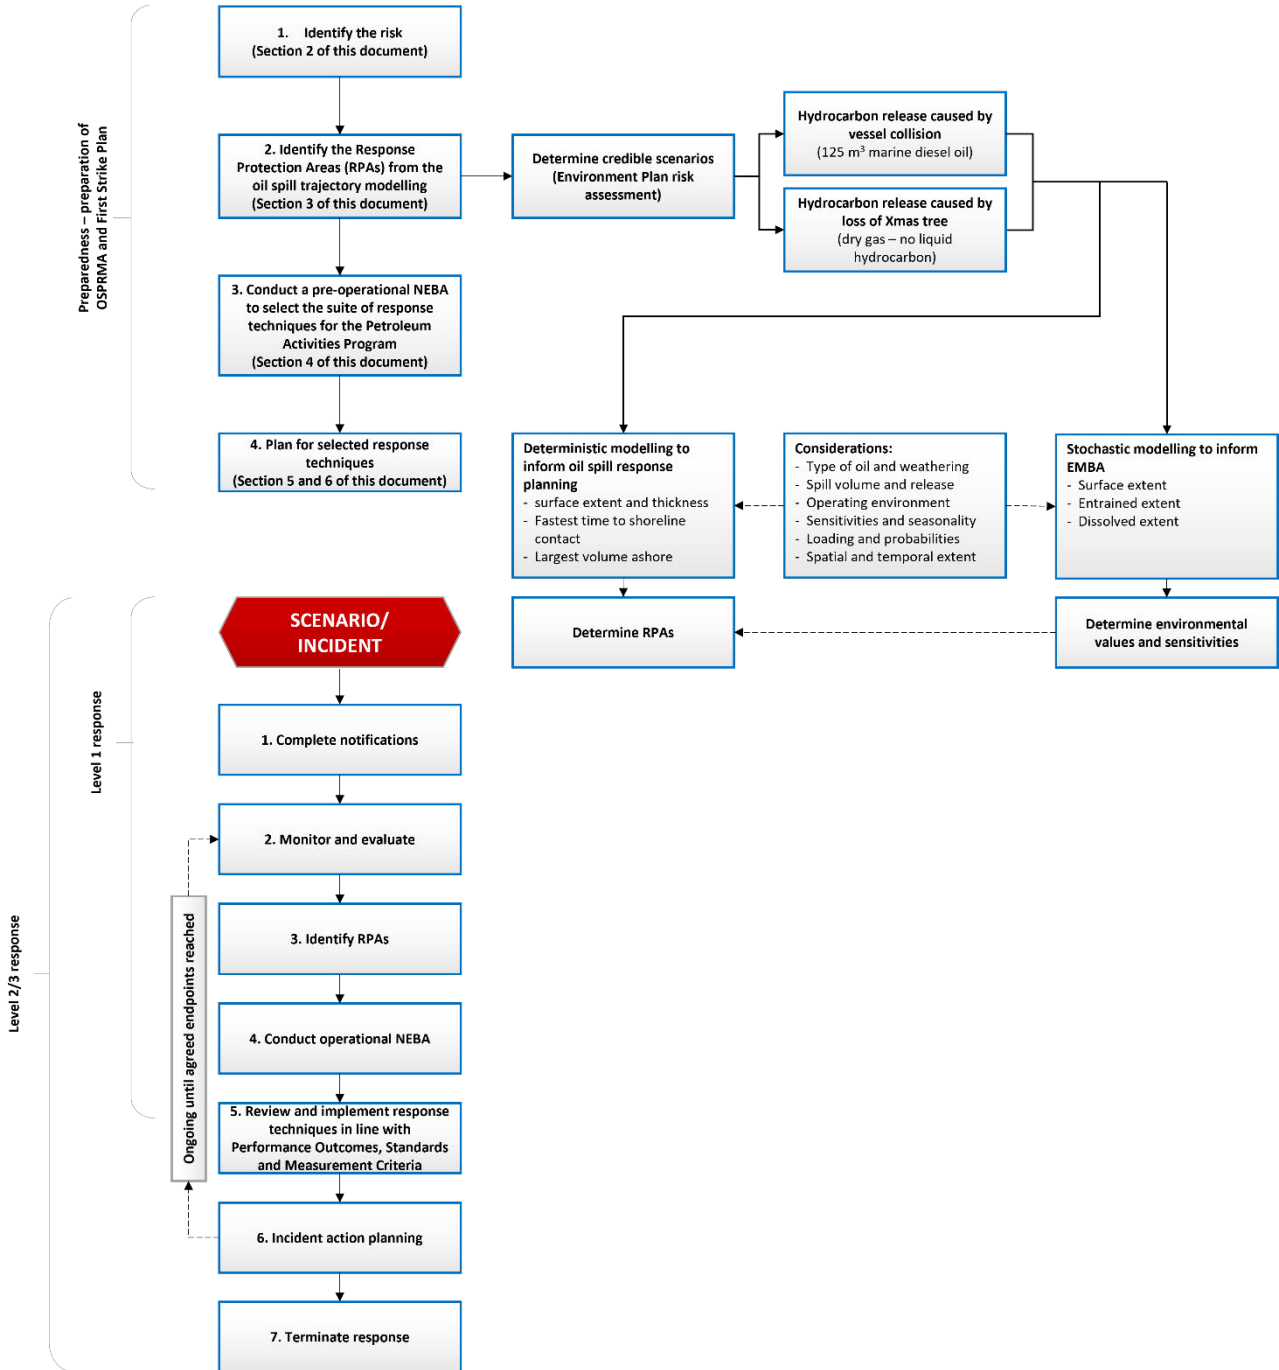 Preparedness – preparation of
OSPRMA and First Strike Plan
1. Identify the risk
(Section 2 of this document)
2. Identify the Response
Protection Areas (RPAs) from the
oil spill trajectory modelling
(Section 3 of this document)
3. Conduct a pre-operational NEBA
to select the suite of response
techniques for the Petroleum
Activities Program
(Section 4 of this document)
4. Plan for selected response
techniques
(Section 5 and 6 of this document)
Determine credible scenarios
(Environment Plan risk
assessment)
Hydrocarbon release caused by
vessel collision
(125 m³ marine diesel oil)
Hydrocarbon release caused by
loss of Xmas tree
(dry gas – no liquid
hydrocarbon)
Deterministic modelling to
inform oil spill response
planning
- surface extent and thickness
- Fastest time to shoreline
contact
- Largest volume ashore
Considerations:
- Type of oil and weathering
- Spill volume and release
- Operating environment
- Sensitivities and seasonality
- Loading and probabilities
- Spatial and temporal extent
Stochastic modelling to inform
EMBA
- Surface extent
- Entrained extent
- Dissolved extent
Determine RPAs
Determine environmental
values and sensitivities
Level 2/3 response
Level 1 response
SCENARIO/
INCIDENT
1. Complete notifications
2. Monitor and evaluate
3. Identify RPAs
4. Conduct operational NEBA
5. Review and implement response
techniques in line with
Performance Outcomes, Standards
and Measurement Criteria
6. Incident action planning
7. Terminate response
Ongoing until agreed endpoints reached